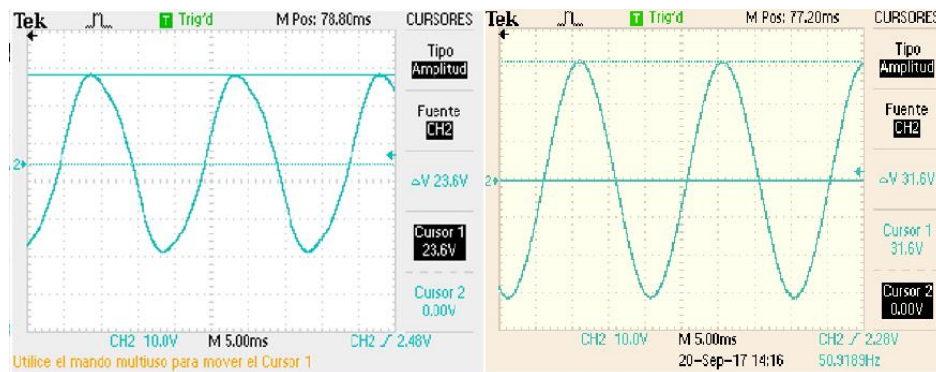 Tek
Trig'd
M Pos: 78.80ms
CURSORES
Tipo
Amplitud
Fuente
CH2
△V 23.6V
Cursor 1
23.6V
Cursor 2
0.00V
2
CH2 10.0V
M 5.00ms
CH2 / 2.48V
Utilice el mando multiuso para mover el Cursor 1
Tek
Trig'd
M Pos: 77.20ms
CURSORES
Tipo
Amplitud
Fuente
CH2
△V 31.6V
Cursor 1
31.6V
Cursor 2
0.00V
2
CH2 10.0V
M 5.00ms
CH2 / 2.28V
20-Sep-17 14:16
50.9189Hz